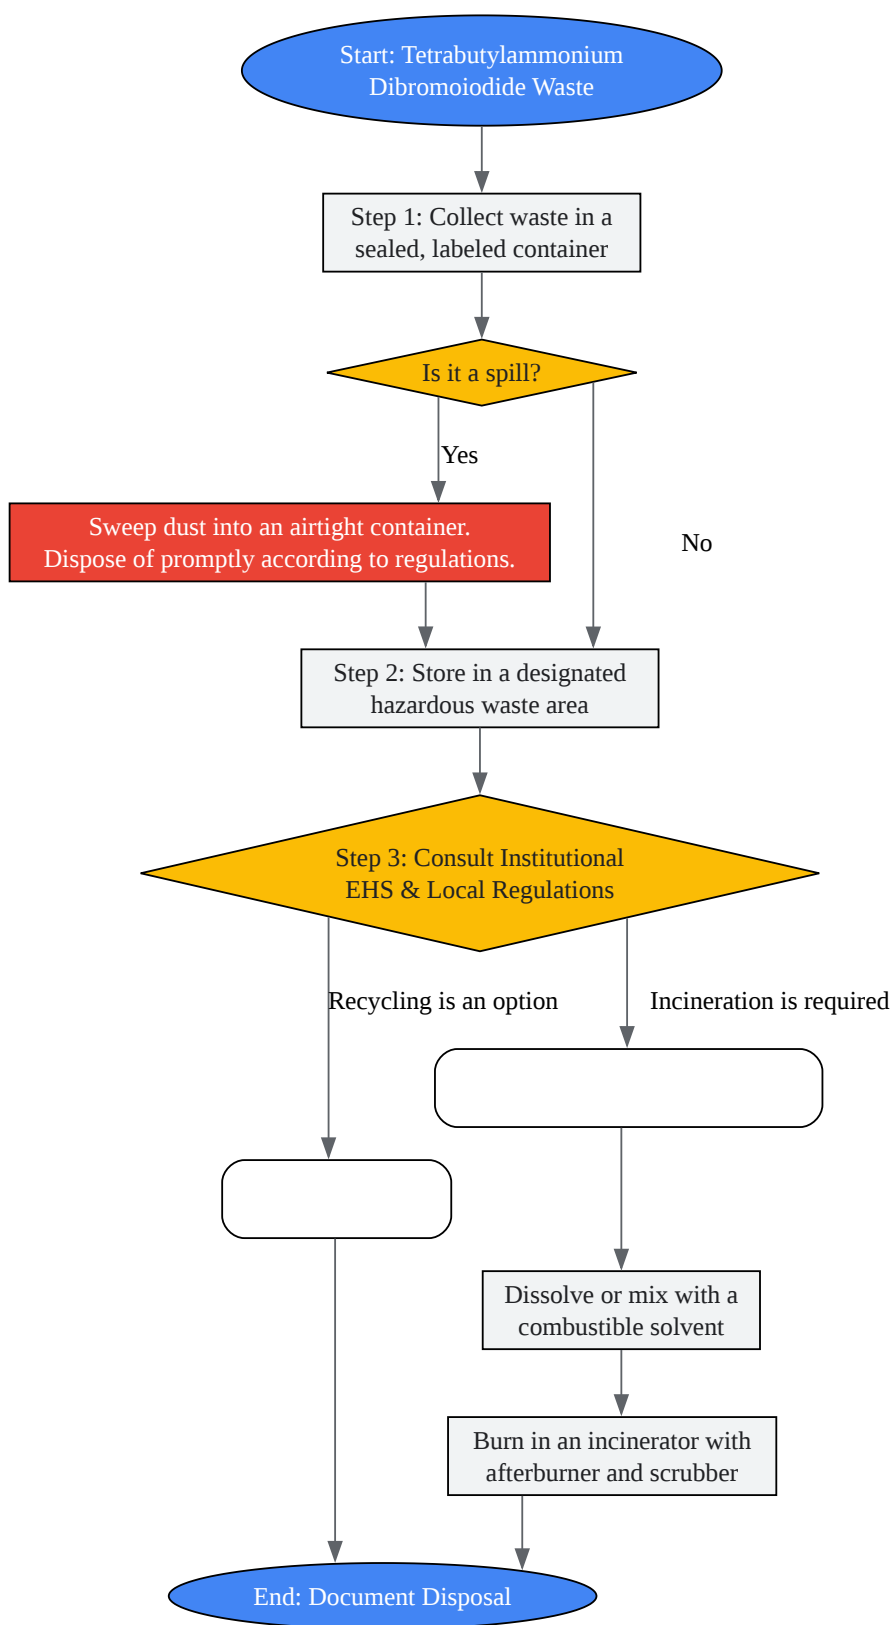 Start: Tetrabutylammonium
Dibromoiodide Waste
Step 1: Collect waste in a
sealed, labeled container
Is it a spill?
Yes
Sweep dust into an airtight container.
Dispose of promptly according to regulations.
No
Step 2: Store in a designated
hazardous waste area
Step 3: Consult Institutional
EHS & Local Regulations
Recycling is an option
Incineration is required
Dissolve or mix with a
combustible solvent
Burn in an incinerator with
afterburner and scrubber
End: Document Disposal